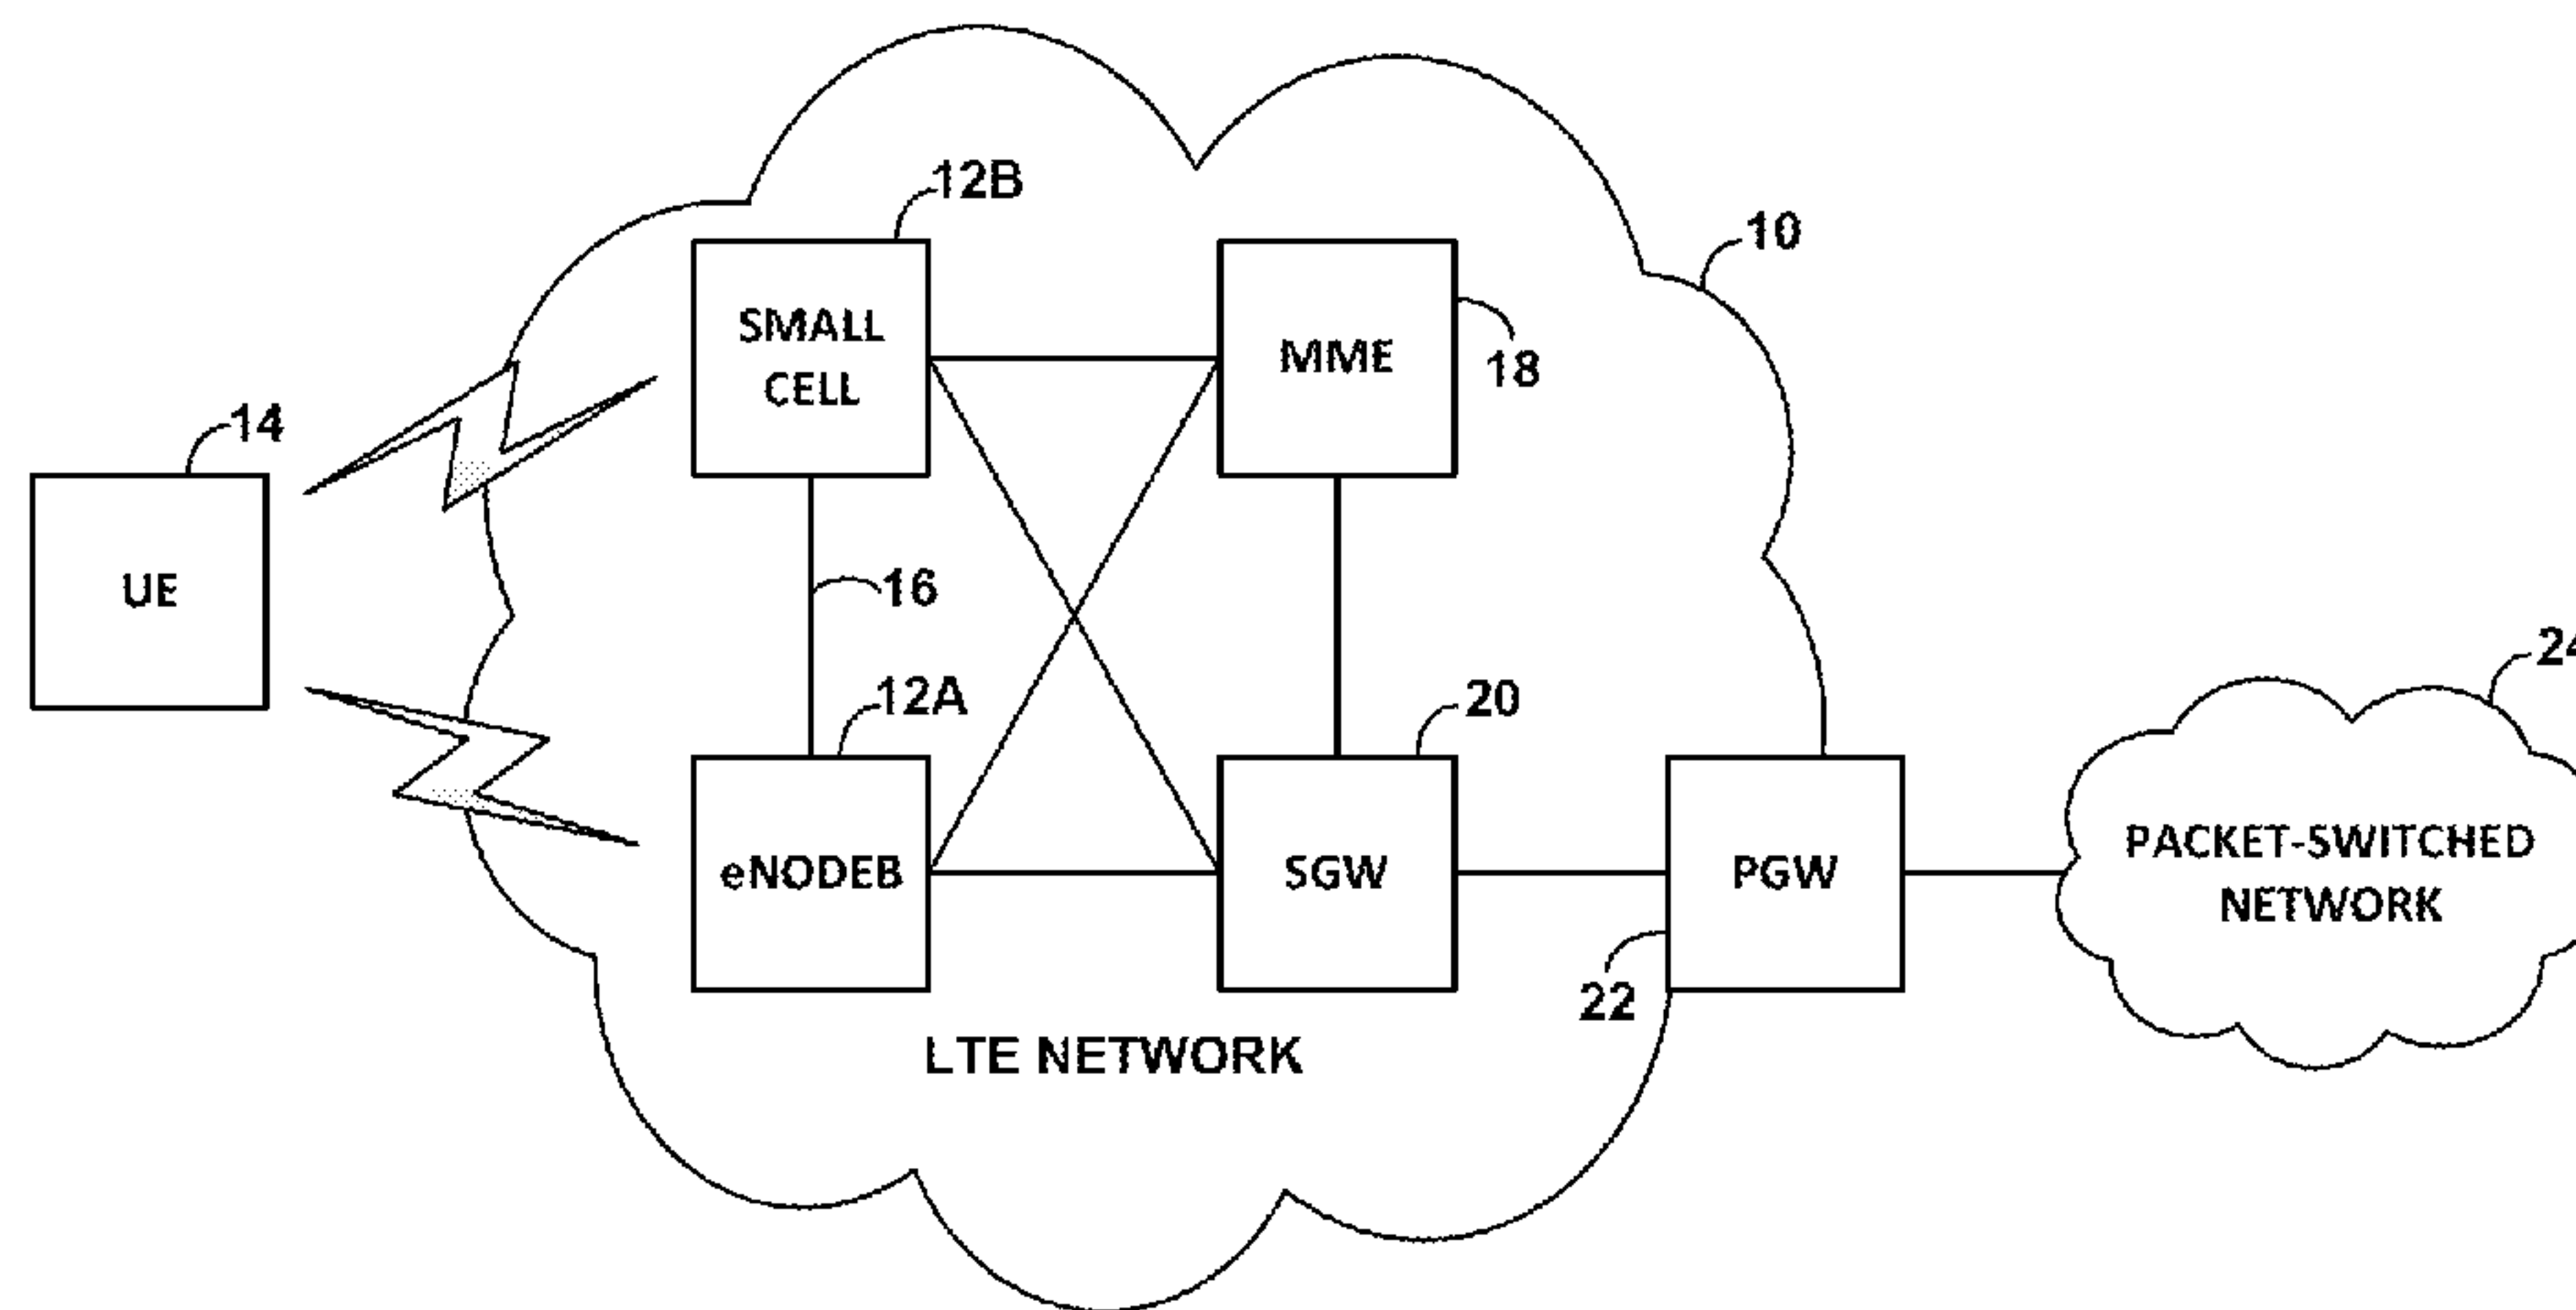 12B
10
SMALL
CELL
MME
18
14
UE
16
24
12A
20
eNODEB
SGW
PGW
PACKET-SWITCHED
NETWORK
22
LTE NETWORK